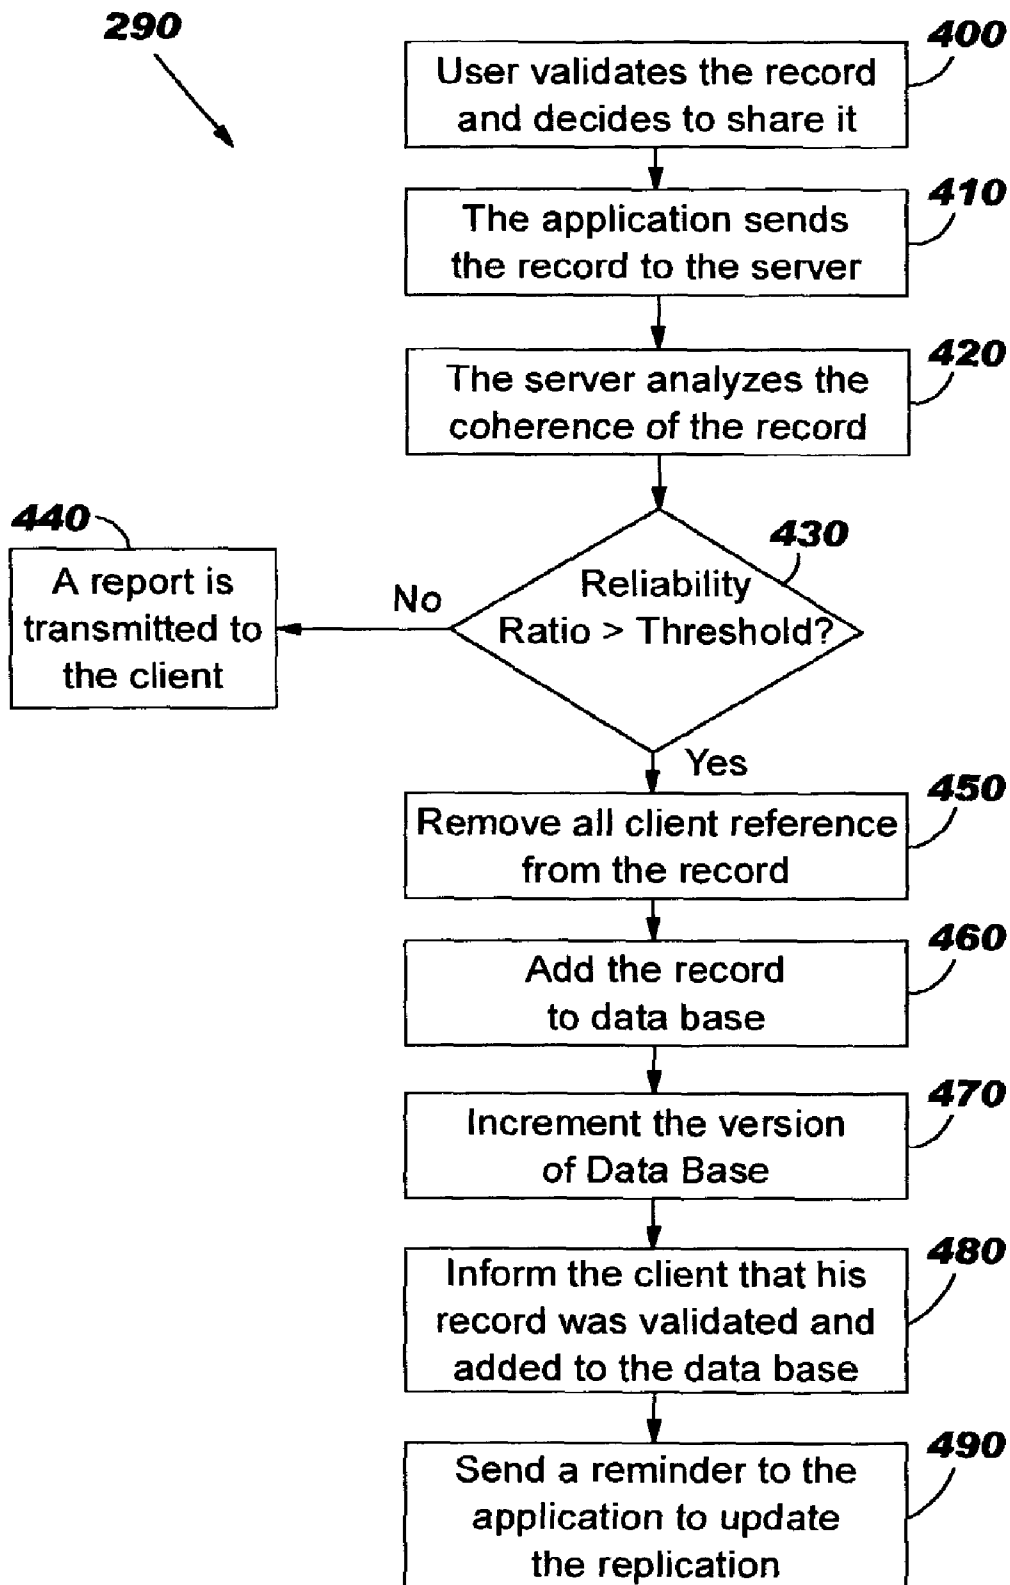 290
400
User validates the record
and decides to share it
410
The application sends
the record to the server
420
The server analyzes the
coherence of the record
430
Reliability
Ratio > Threshold?
No
440
A report is
transmitted to
the client
Yes
450
Remove all client reference
from the record
460
Add the record
to data base
470
Increment the version
of Data Base
480
Inform the client that his
record was validated and
added to the data base
490
Send a reminder to the
application to update
the replication